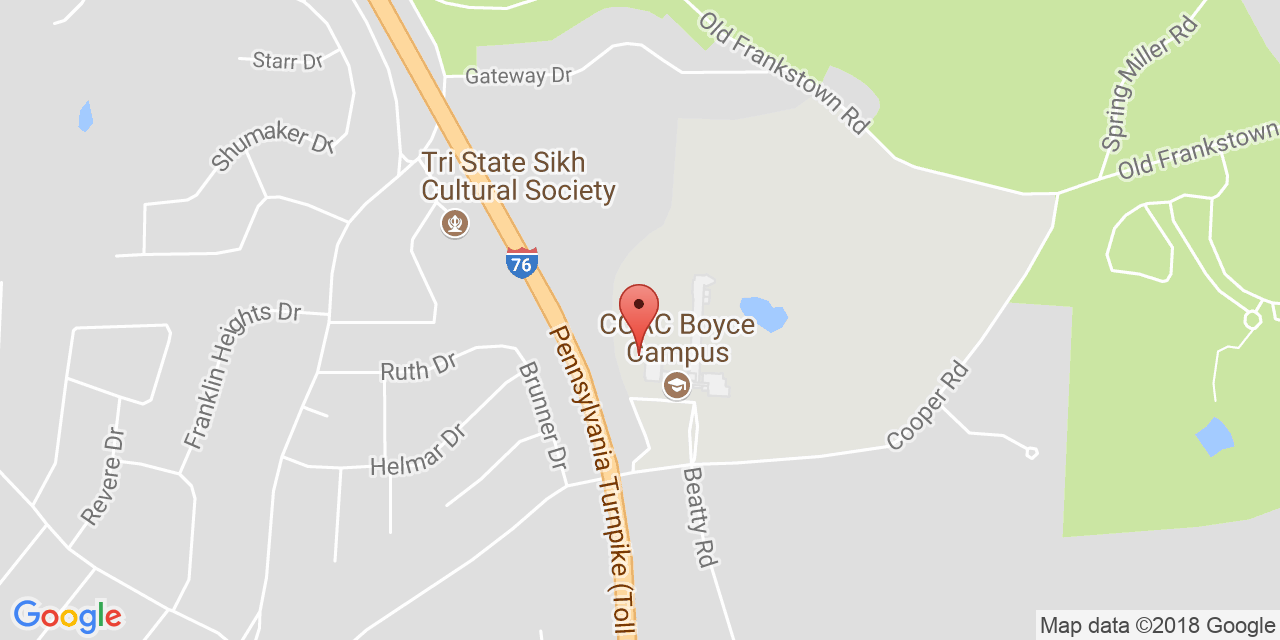 Old Frankstown Rd
Spring Miller Rd
Starr Dr
Gateway Dr
Shumaker Dr
Old Frankstown
Tri State Sikh
Cultural Society
76
Franklin Heights Dr
CCAC Boyce
Campus
Ruth Dr
Brunner Dr
Pennsylvania Turnpike (Toll
Cooper Rd
Helmar Dr
Revere Dr
Beatty Rd
Google
Map data ©2018 Google